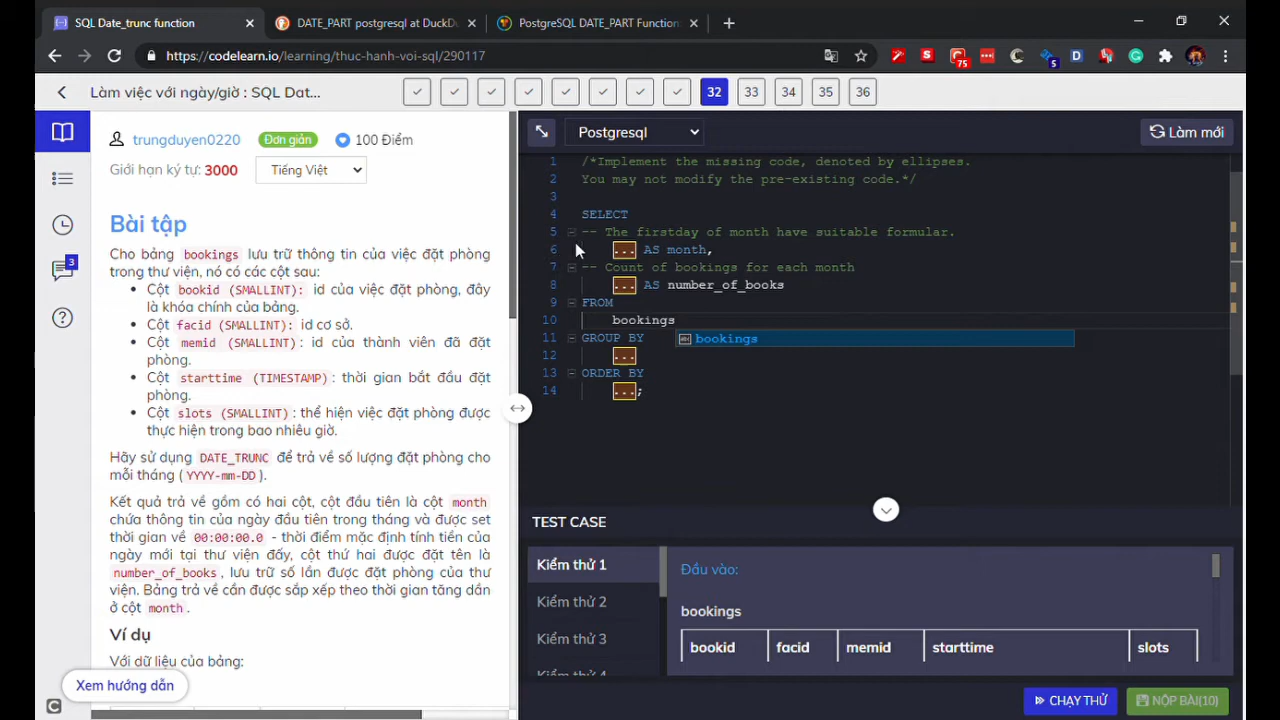 SQL Date_trunc function
DATE_PART postgresql at DuckDu
PostgreSQL DATE_PART Function
https://codelearn.io/learning/thuc-hanh-voi-sql/290117
75
5
Làm việc với ngày/giờ : SQL Dat...
32
33
34
35
36
trungduyen0220
Đơn giản
100 Điểm
Giới hạn ký tự: 3000
Tiếng Việt
3
Bài tập
Cho bảng bookings lưu trữ thông tin của việc đặt phòng
trong thư viện, nó có các cột sau:
• Cột bookid (SMALLINT): id của việc đặt phòng, đây
là khóa chính của bảng.
• Cột facid (SMALLINT): id cơ sở.
• Cột memid (SMALLINT): id của thành viên đã đặt
phòng.
• Cột starttime (TIMESTAMP): thời gian bắt đầu đặt
phòng.
• Cột slots (SMALLINT): thể hiện việc đặt phòng được
thực hiện trong bao nhiêu giờ.
Hãy sử dụng DATE_TRUNC để trả về số lượng đặt phòng cho
mỗi tháng (YYYY-mm-DD).
Kết quả trả về gồm có hai cột, cột đầu tiên là cột month
chứa thông tin của ngày đầu tiên trong tháng và được set
thời gian về 00:00:00.0 - thời điểm mặc định tính tiền của
ngày mới tại thư viện đấy, cột thứ hai được đặt tên là
number_of_books, lưu trữ số lần được đặt phòng của thư
viện. Bảng trả về cần được sắp xếp theo thời gian tăng dần
ở cột month.
Ví dụ
Với dữ liệu của bảng:
Xem hướng dẫn
Postgresql
Làm mới
1 /*Implement the missing code, denoted by ellipses.
2 You may not modify the pre-existing code.*/
3
4 SELECT
5 -- The firstday of month have suitable formular.
6 ... AS month,
7 -- Count of bookings for each month
8 ... AS number_of_books
9 FROM
10 bookings
11 GROUP BY
bookings
12 ...
13 ORDER BY
14 ...;
TEST CASE
Kiểm thử 1
Kiểm thử 2
Kiểm thử 3
Kiểm thử 4
Đầu vào:
bookings
bookid facid memid starttime slots
CHẠY THỬ
NỘP BÀI(10)